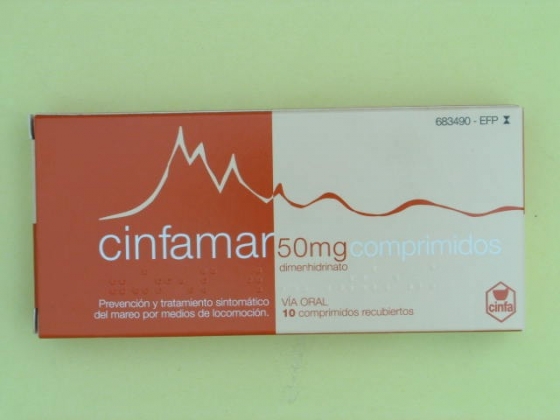 683490 - EFP
cinfamar 50mg comprimidos
dimenhidrinato
Prevención y tratamiento sintomático
del mareo por medios de locomoción.
VÍA ORAL
10 comprimidos recubiertos
cinfa